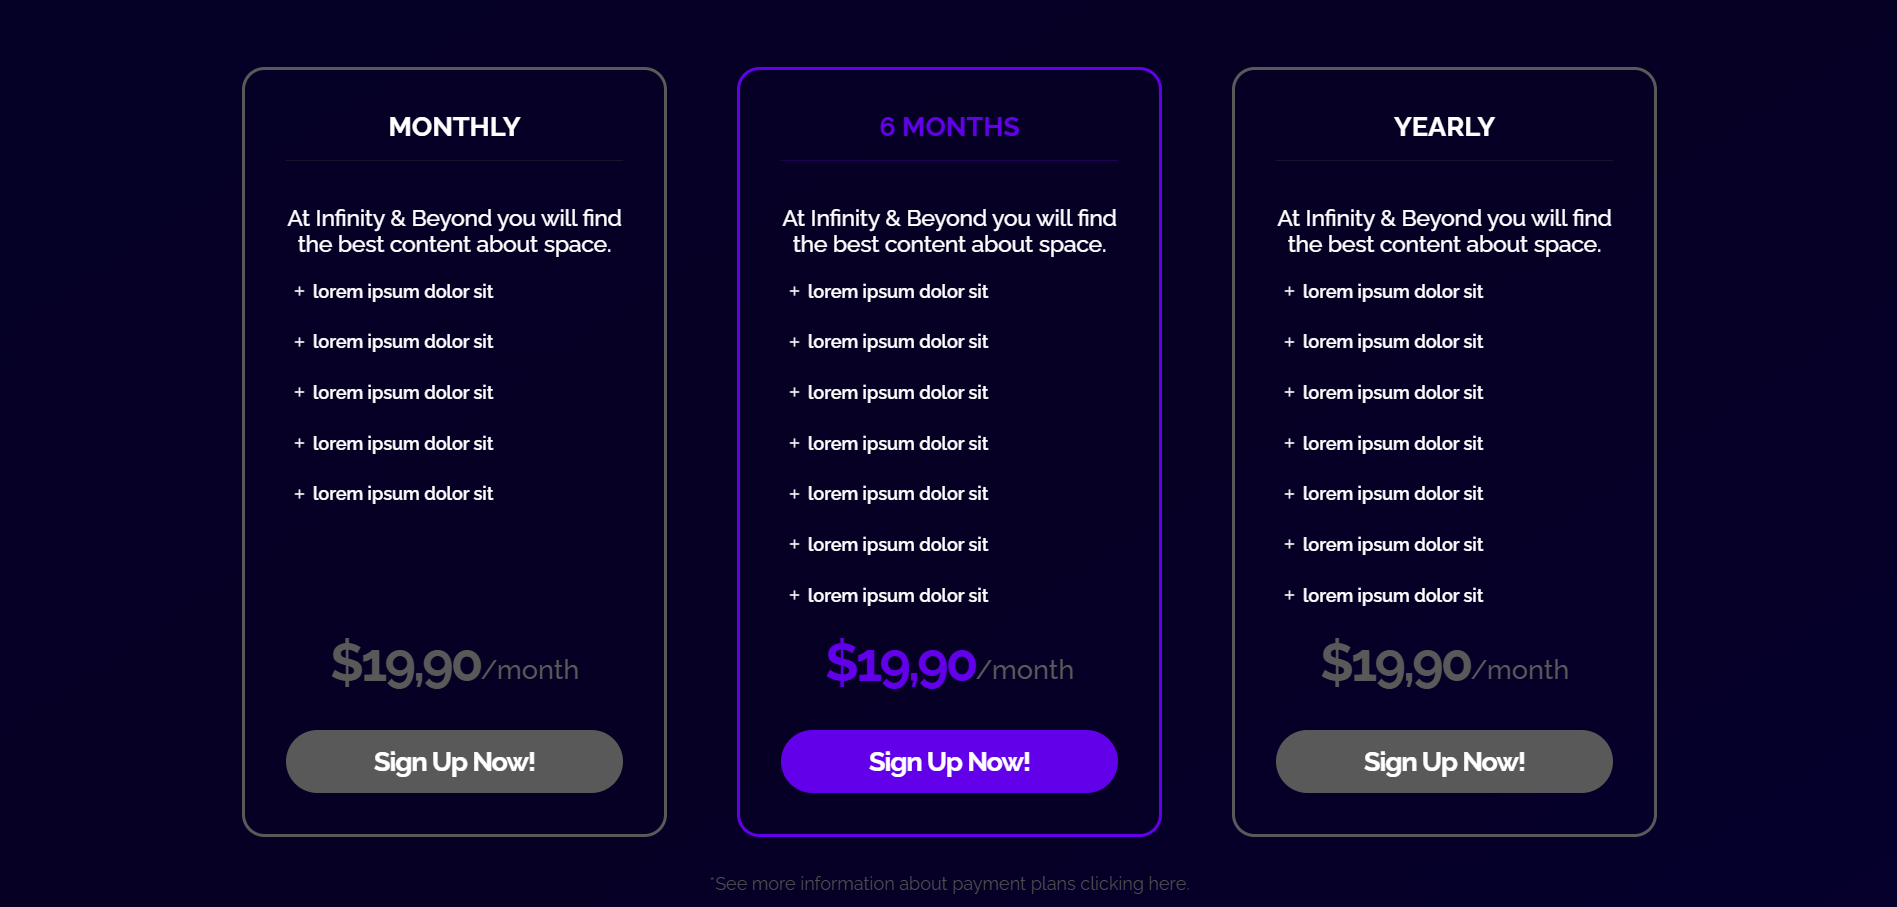 MONTHLY
At Infinity & Beyond you will find
the best content about space.
+ lorem ipsum dolor sit
+ lorem ipsum dolor sit
+ lorem ipsum dolor sit
+ lorem ipsum dolor sit
+ lorem ipsum dolor sit
$19,90/month
Sign Up Now!
6 MONTHS
At Infinity & Beyond you will find
the best content about space.
+ lorem ipsum dolor sit
+ lorem ipsum dolor sit
+ lorem ipsum dolor sit
+ lorem ipsum dolor sit
+ lorem ipsum dolor sit
+ lorem ipsum dolor sit
+ lorem ipsum dolor sit
$19,90/month
Sign Up Now!
YEARLY
At Infinity & Beyond you will find
the best content about space.
+ lorem ipsum dolor sit
+ lorem ipsum dolor sit
+ lorem ipsum dolor sit
+ lorem ipsum dolor sit
+ lorem ipsum dolor sit
+ lorem ipsum dolor sit
+ lorem ipsum dolor sit
$19,90/month
Sign Up Now!
*See more information about payment plans clicking here.